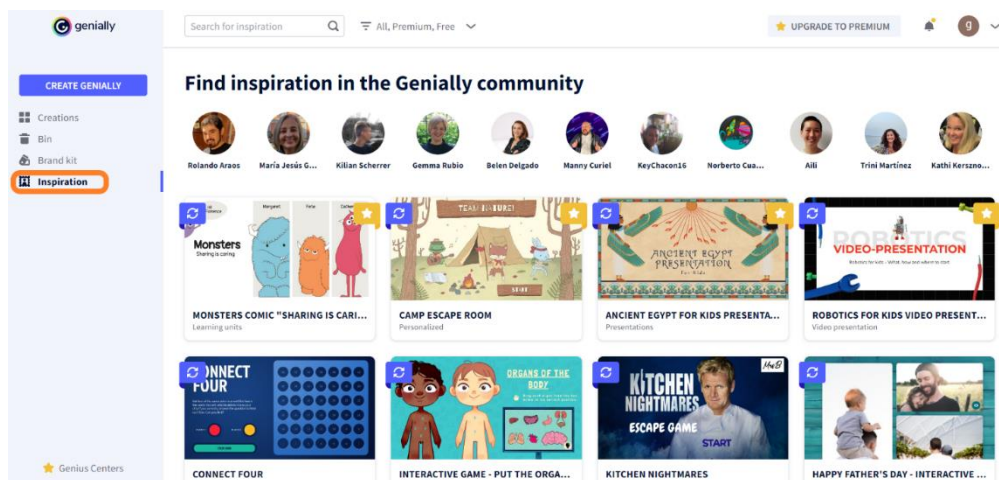 genially
Search for inspiration
All, Premium, Free
UPGRADE TO PREMIUM
g
CREATE GENIALLY
Creations
Bin
Brand kit
Inspiration
Genius Centers
Find inspiration in the Genially community
Rolando Araos
María Jesús G...
Kilian Scherrer
Gemma Rubio
Belen Delgado
Manny Curiel
KeyChacon16
Norberto Cua...
Aili
Trini Martínez
Kathi Kerszno...
Monsters
Sharing is caring
MONSTERS COMIC "SHARING IS CARI...
Learning units
TEAM NATURE!
START
CAMP ESCAPE ROOM
Personalized
ANCIENT EGYPT
PRESENTATION
For Kids
ANCIENT EGYPT FOR KIDS PRESENTA...
Presentations
ROBOTICS
VIDEO-PRESENTATION
ROBOTICS FOR KIDS VIDEO PRESENT...
Video presentation
CONNECT
FOUR
CONNECT FOUR
ORGANS OF THE
BODY
INTERACTIVE GAME - PUT THE ORGA...
KITCHEN
NIGHTMARES
ESCAPE GAME
START
KITCHEN NIGHTMARES
HAPPY FATHER'S DAY - INTERACTIVE ...